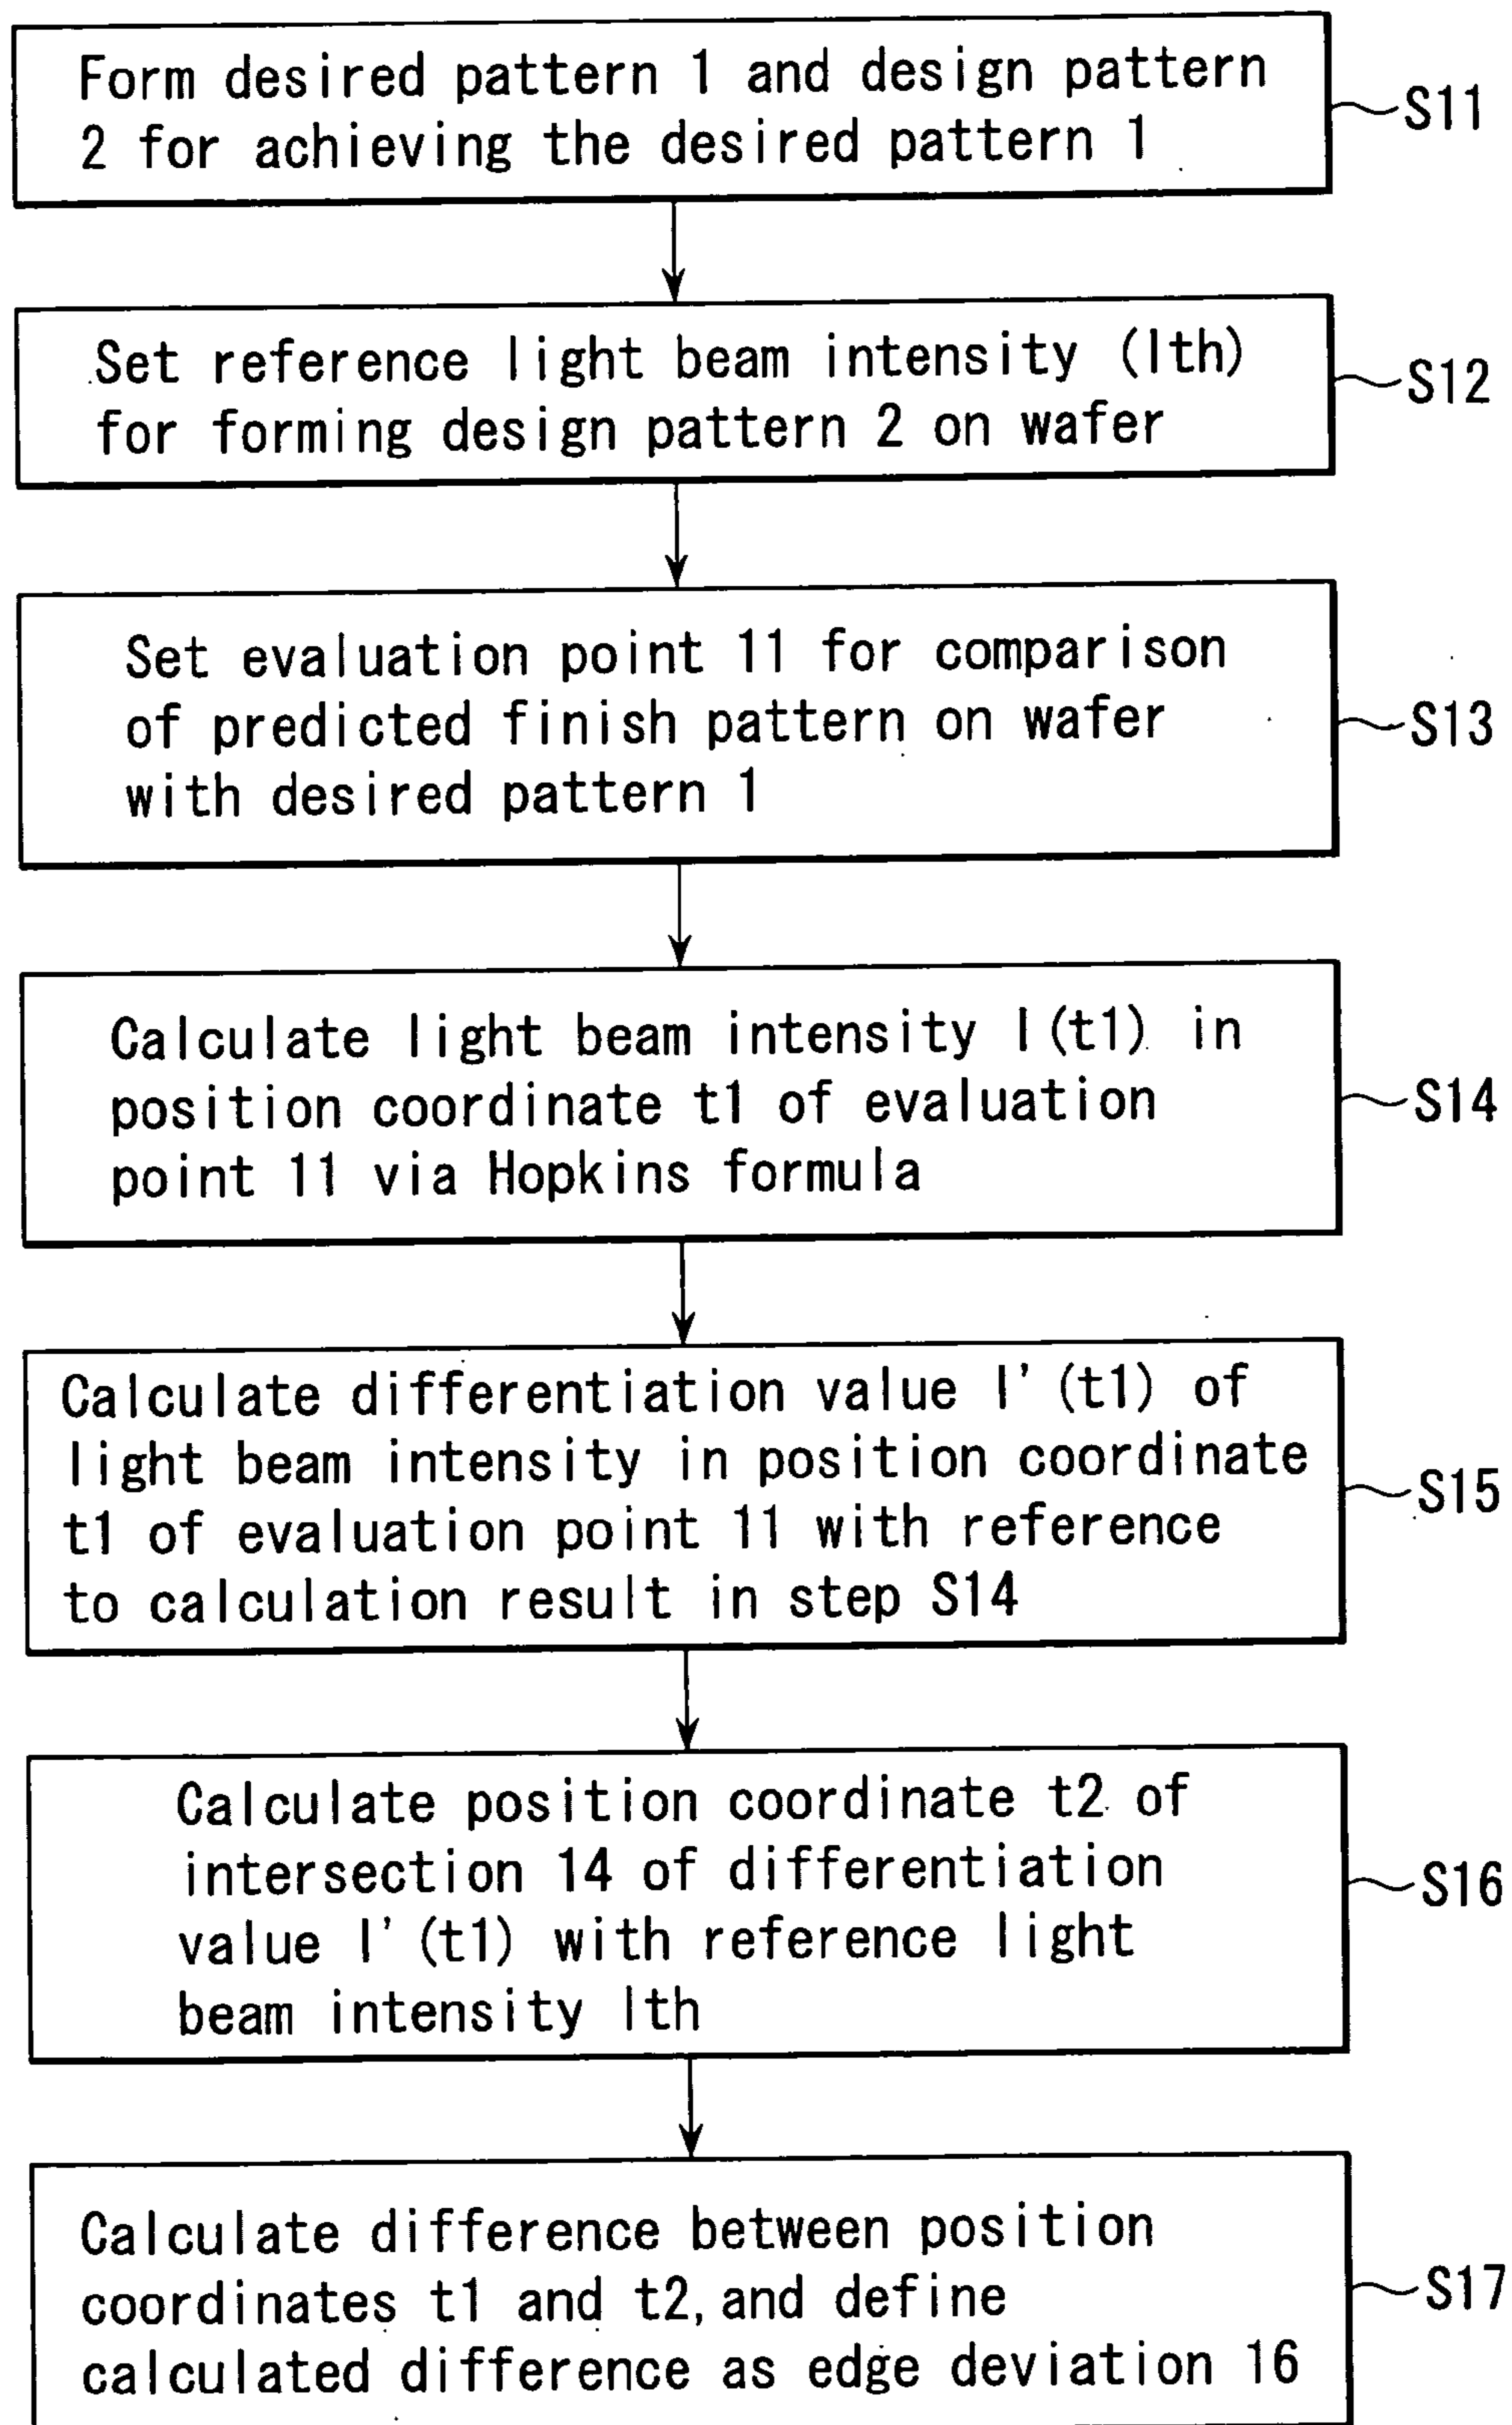 Form desired pattern 1 and design pattern
2 for achieving the desired pattern 1
S11
Set reference light beam intensity (Ith)
for forming design pattern 2 on wafer
S12
Set evaluation point 11 for comparison
of predicted finish pattern on wafer
with desired pattern 1
S13
Calculate light beam intensity I(t1) in
position coordinate t1 of evaluation
point 11 via Hopkins formula
S14
Calculate differentiation value I'(t1) of
light beam intensity in position coordinate
t1 of evaluation point 11 with reference
to calculation result in step S14
S15
Calculate position coordinate t2 of
intersection 14 of differentiation
value I'(t1) with reference light
beam intensity Ith
S16
Calculate difference between position
coordinates t1 and t2, and define
calculated difference as edge deviation 16
S17